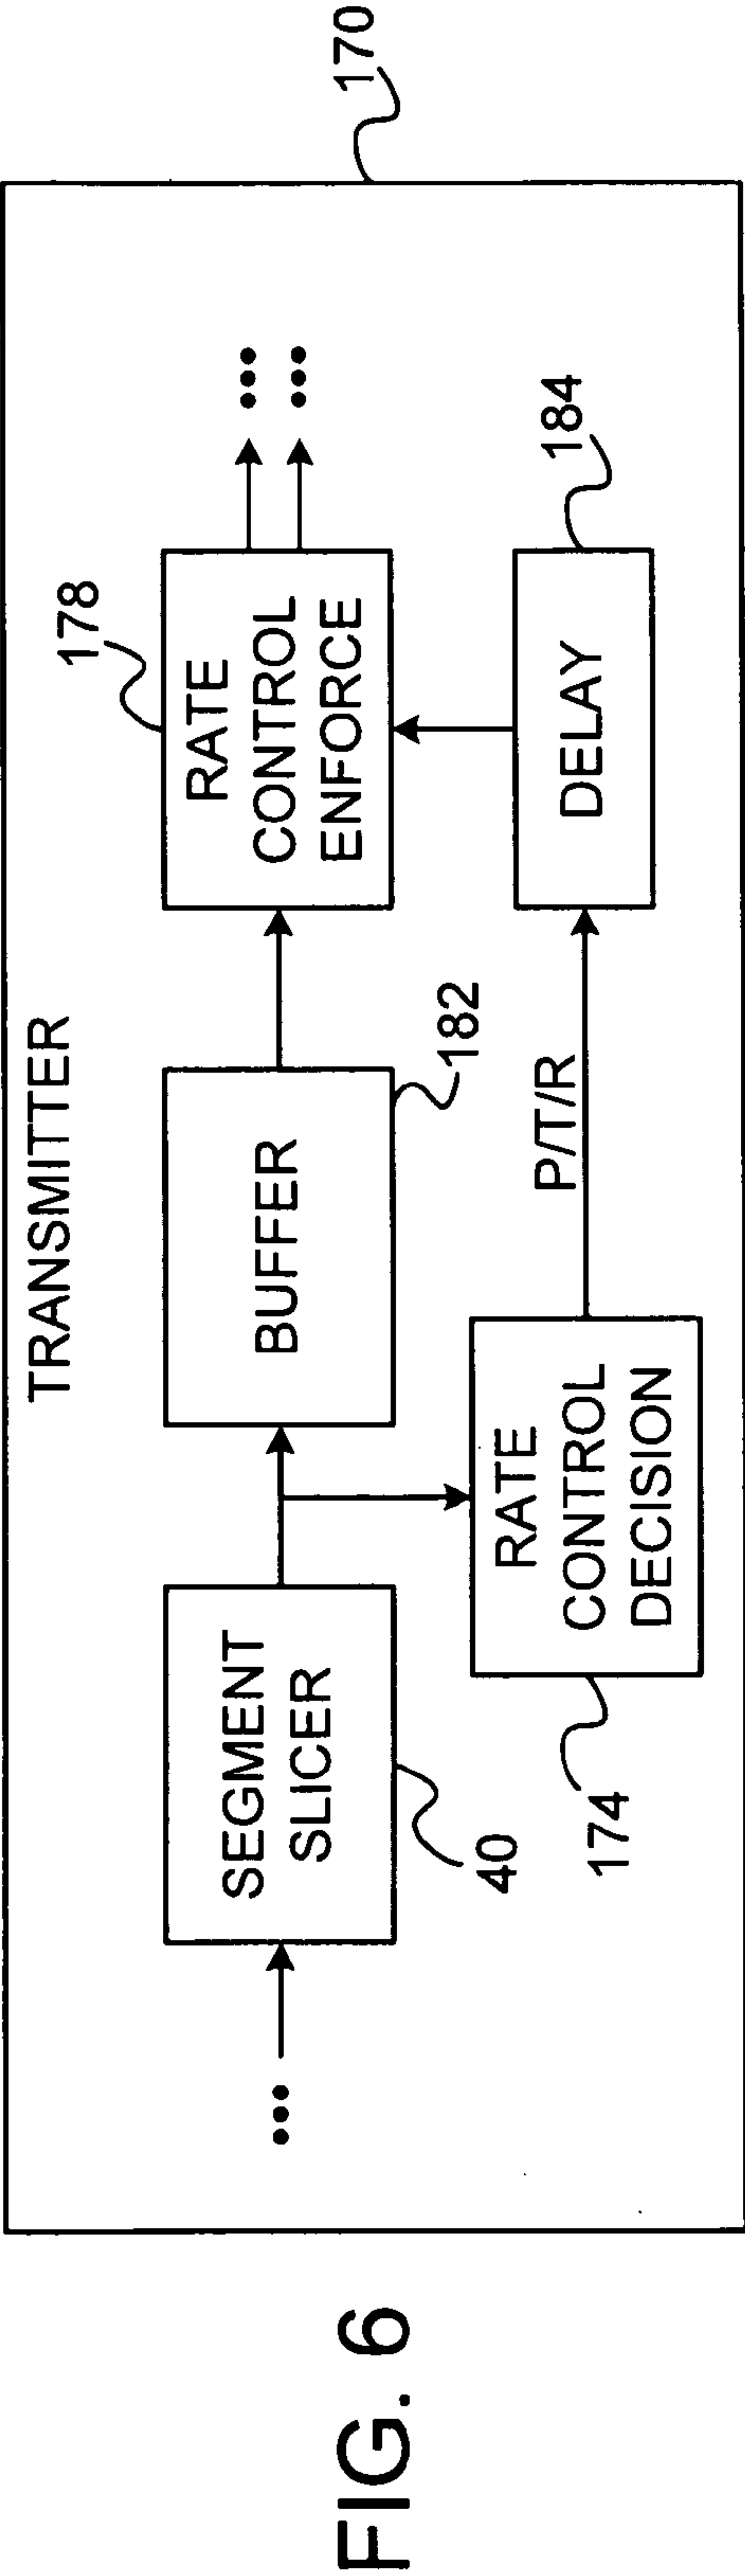 TRANSMITTER
170
178
SEGMENT
SLICER
BUFFER
RATE
CONTROL
ENFORCE
40
182
RATE
CONTROL
DECISION
P/T/R
DELAY
174
184
FIG. 6